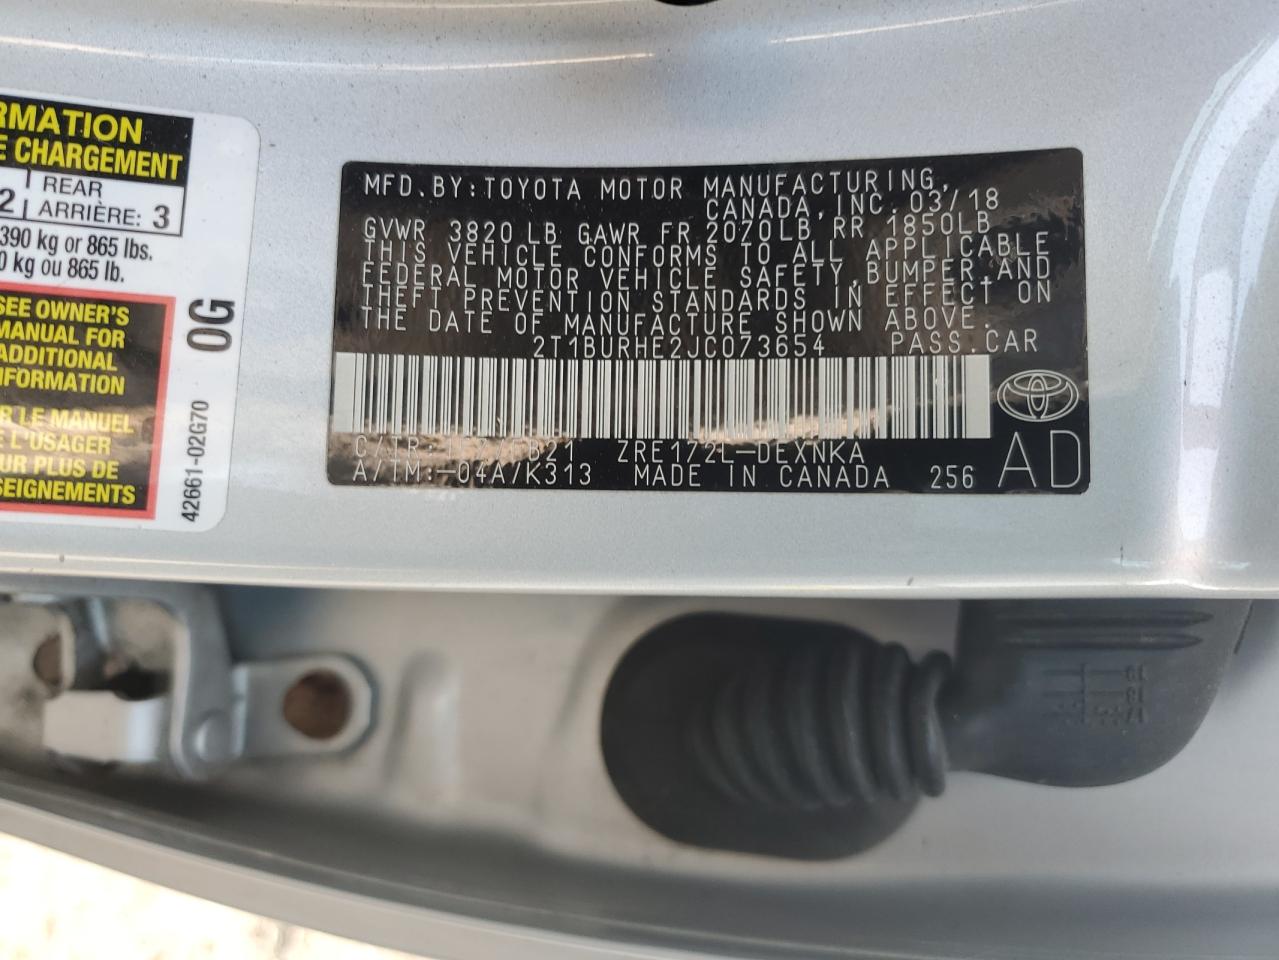 RMATION
E CHARGEMENT
2 REAR
ARRIÈRE: 3
390 kg or 865 lbs.
0 kg ou 865 lb.
SEE OWNER'S
MANUAL FOR
ADDITIONAL
NFORMATION
R LE MANUEL
E L'USAGER
OUR PLUS DE
SEIGNEMENTS
0G
42661-02G70
MFD.BY:TOYOTA MOTOR MANUFACTURING,
CANADA,INC.03/18
GVWR 3820 LB GAWR FR 2020LB RR 1850LB
THIS VEHICLE CONFORMS TO ALL APPLICABLE
FEDERAL MOTOR VEHICLE SAFETY,BUMPER,AND
THEFT PREVENTION STANDARDS IN EFFECT ON
THE DATE OF MANUFACTURE SHOWN ABOVE.
2T1BURHE2JC073654 PASS.CAR
C/TR: ZRE172L-DEXNKA
A/TM:-04A/K313 MADE IN CANADA 256
AD